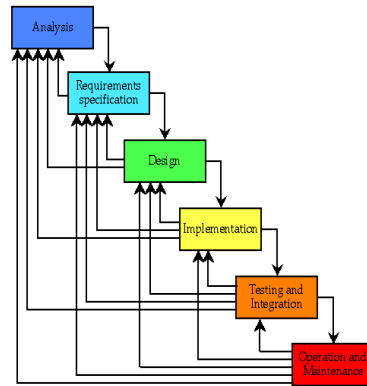 Analysis
Requirements
specification
Design
Implementation
Testing and
Integration
Operation and
Maintenance